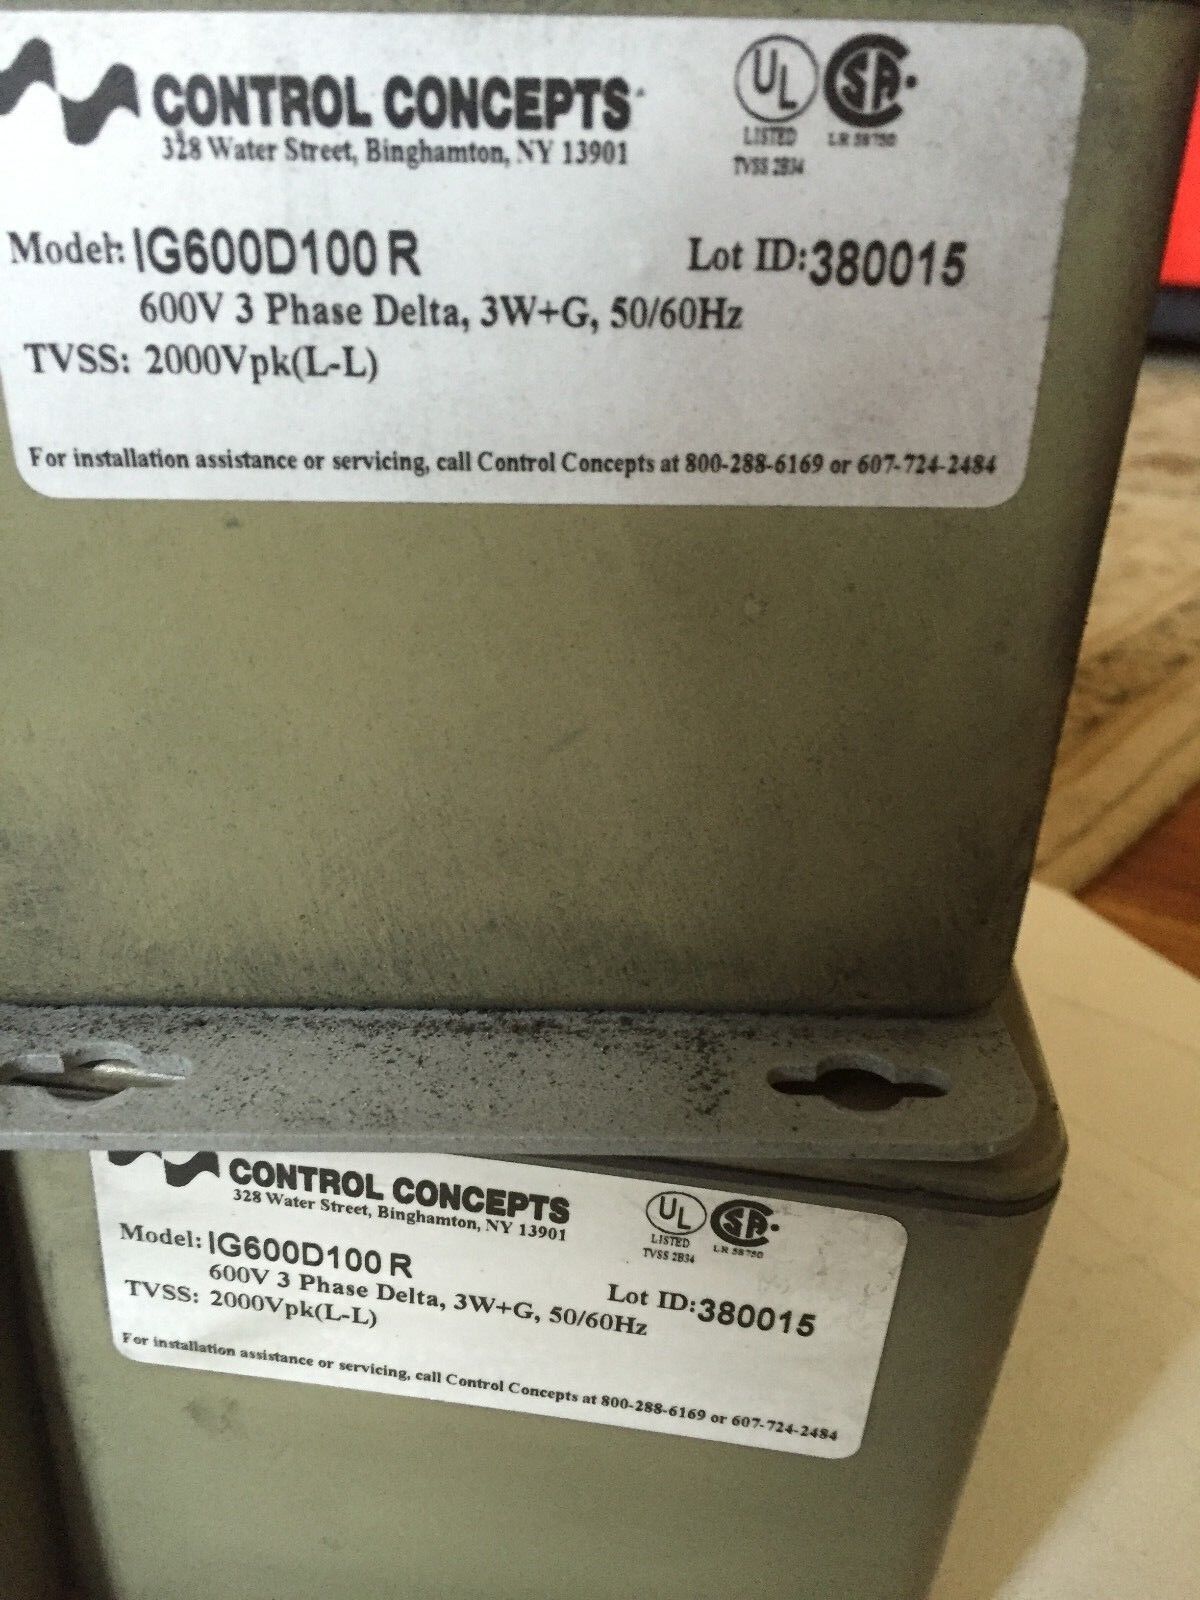 CONTROL CONCEPTS
328 Water Street, Binghamton, NY 13901
UL
LISTED
TVSS 2B34
SA
LR 58750
Model: IG600D100 R
Lot ID: 380015
600V 3 Phase Delta, 3W+G, 50/60Hz
TVSS: 2000Vpk(L-L)
For installation assistance or servicing, call Control Concepts at 800-288-6169 or 607-724-2484
CONTROL CONCEPTS
328 Water Street, Binghamton, NY 13901
UL
LISTED
TVSS 2B34
SA
LR 58750
Model: IG600D100 R
Lot ID: 380015
600V 3 Phase Delta, 3W+G, 50/60Hz
TVSS: 2000Vpk(L-L)
For installation assistance or servicing, call Control Concepts at 800-288-6169 or 607-724-2484